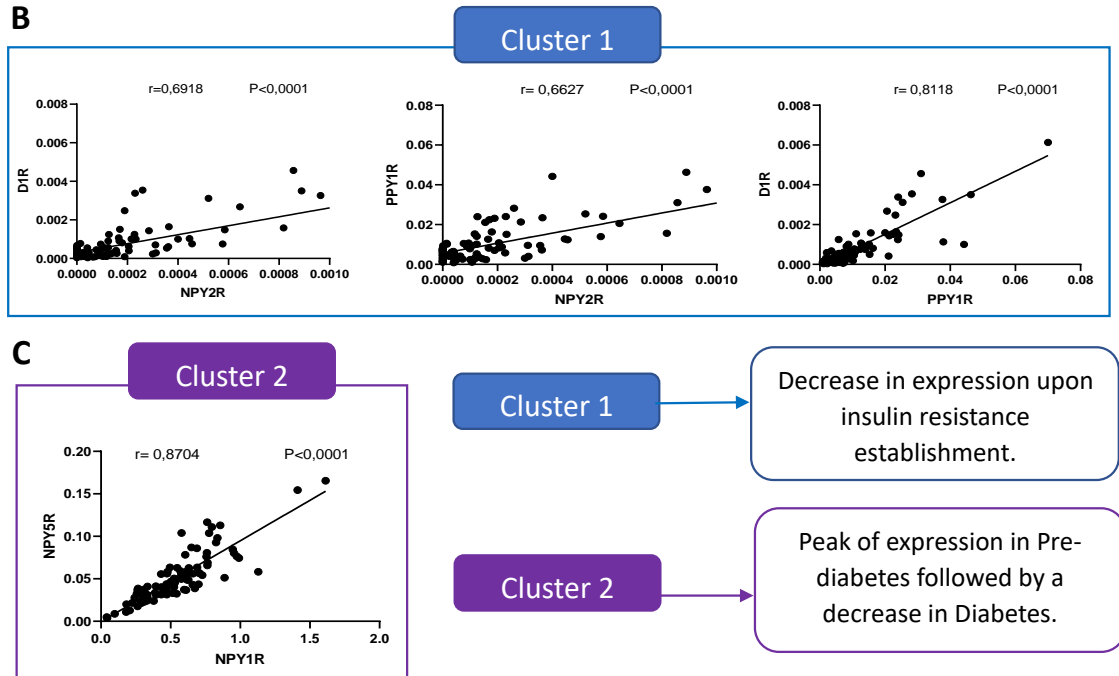 B
Cluster 1
r=0,6918 P<0,0001
D1R
0.008
0.006
0.004
0.002
0.000
0.0000 0.0002 0.0004 0.0006 0.0008 0.0010
NPY2R
r= 0,6627 P<0,0001
PPY1R
0.08
0.06
0.04
0.02
0.00
0.0000 0.0002 0.0004 0.0006 0.0008 0.0010
NPY2R
r= 0,8118 P<0,0001
D1R
0.008
0.006
0.004
0.002
0.000
0.00 0.02 0.04 0.06 0.08
PPY1R
C
Cluster 2
r= 0,8704 P<0,0001
NPY5R
0.20
0.15
0.10
0.05
0.00
0.0 0.5 1.0 1.5 2.0
NPY1R
Cluster 1
Decrease in expression upon
insulin resistance
establishment.
Cluster 2
Peak of expression in Pre-
diabetes followed by a
decrease in Diabetes.